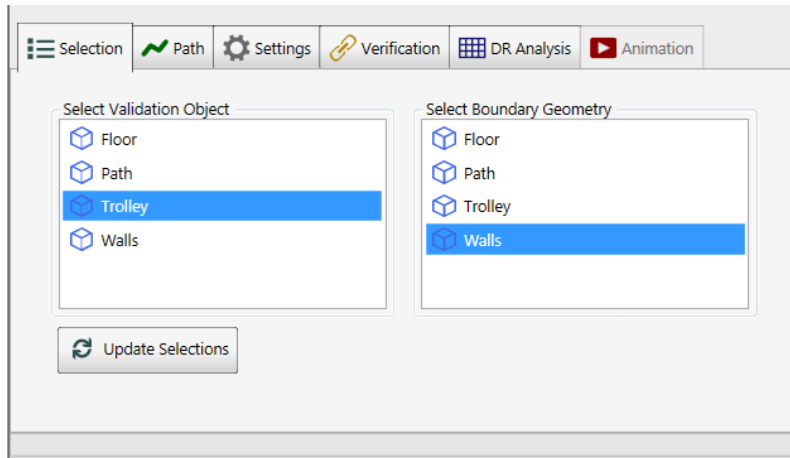 Selection Path Settings Verification DR Analysis Animation
Select Validation Object Select Boundary Geometry
Floor Floor
Path Path
Trolley Trolley
Walls Walls
Update Selections